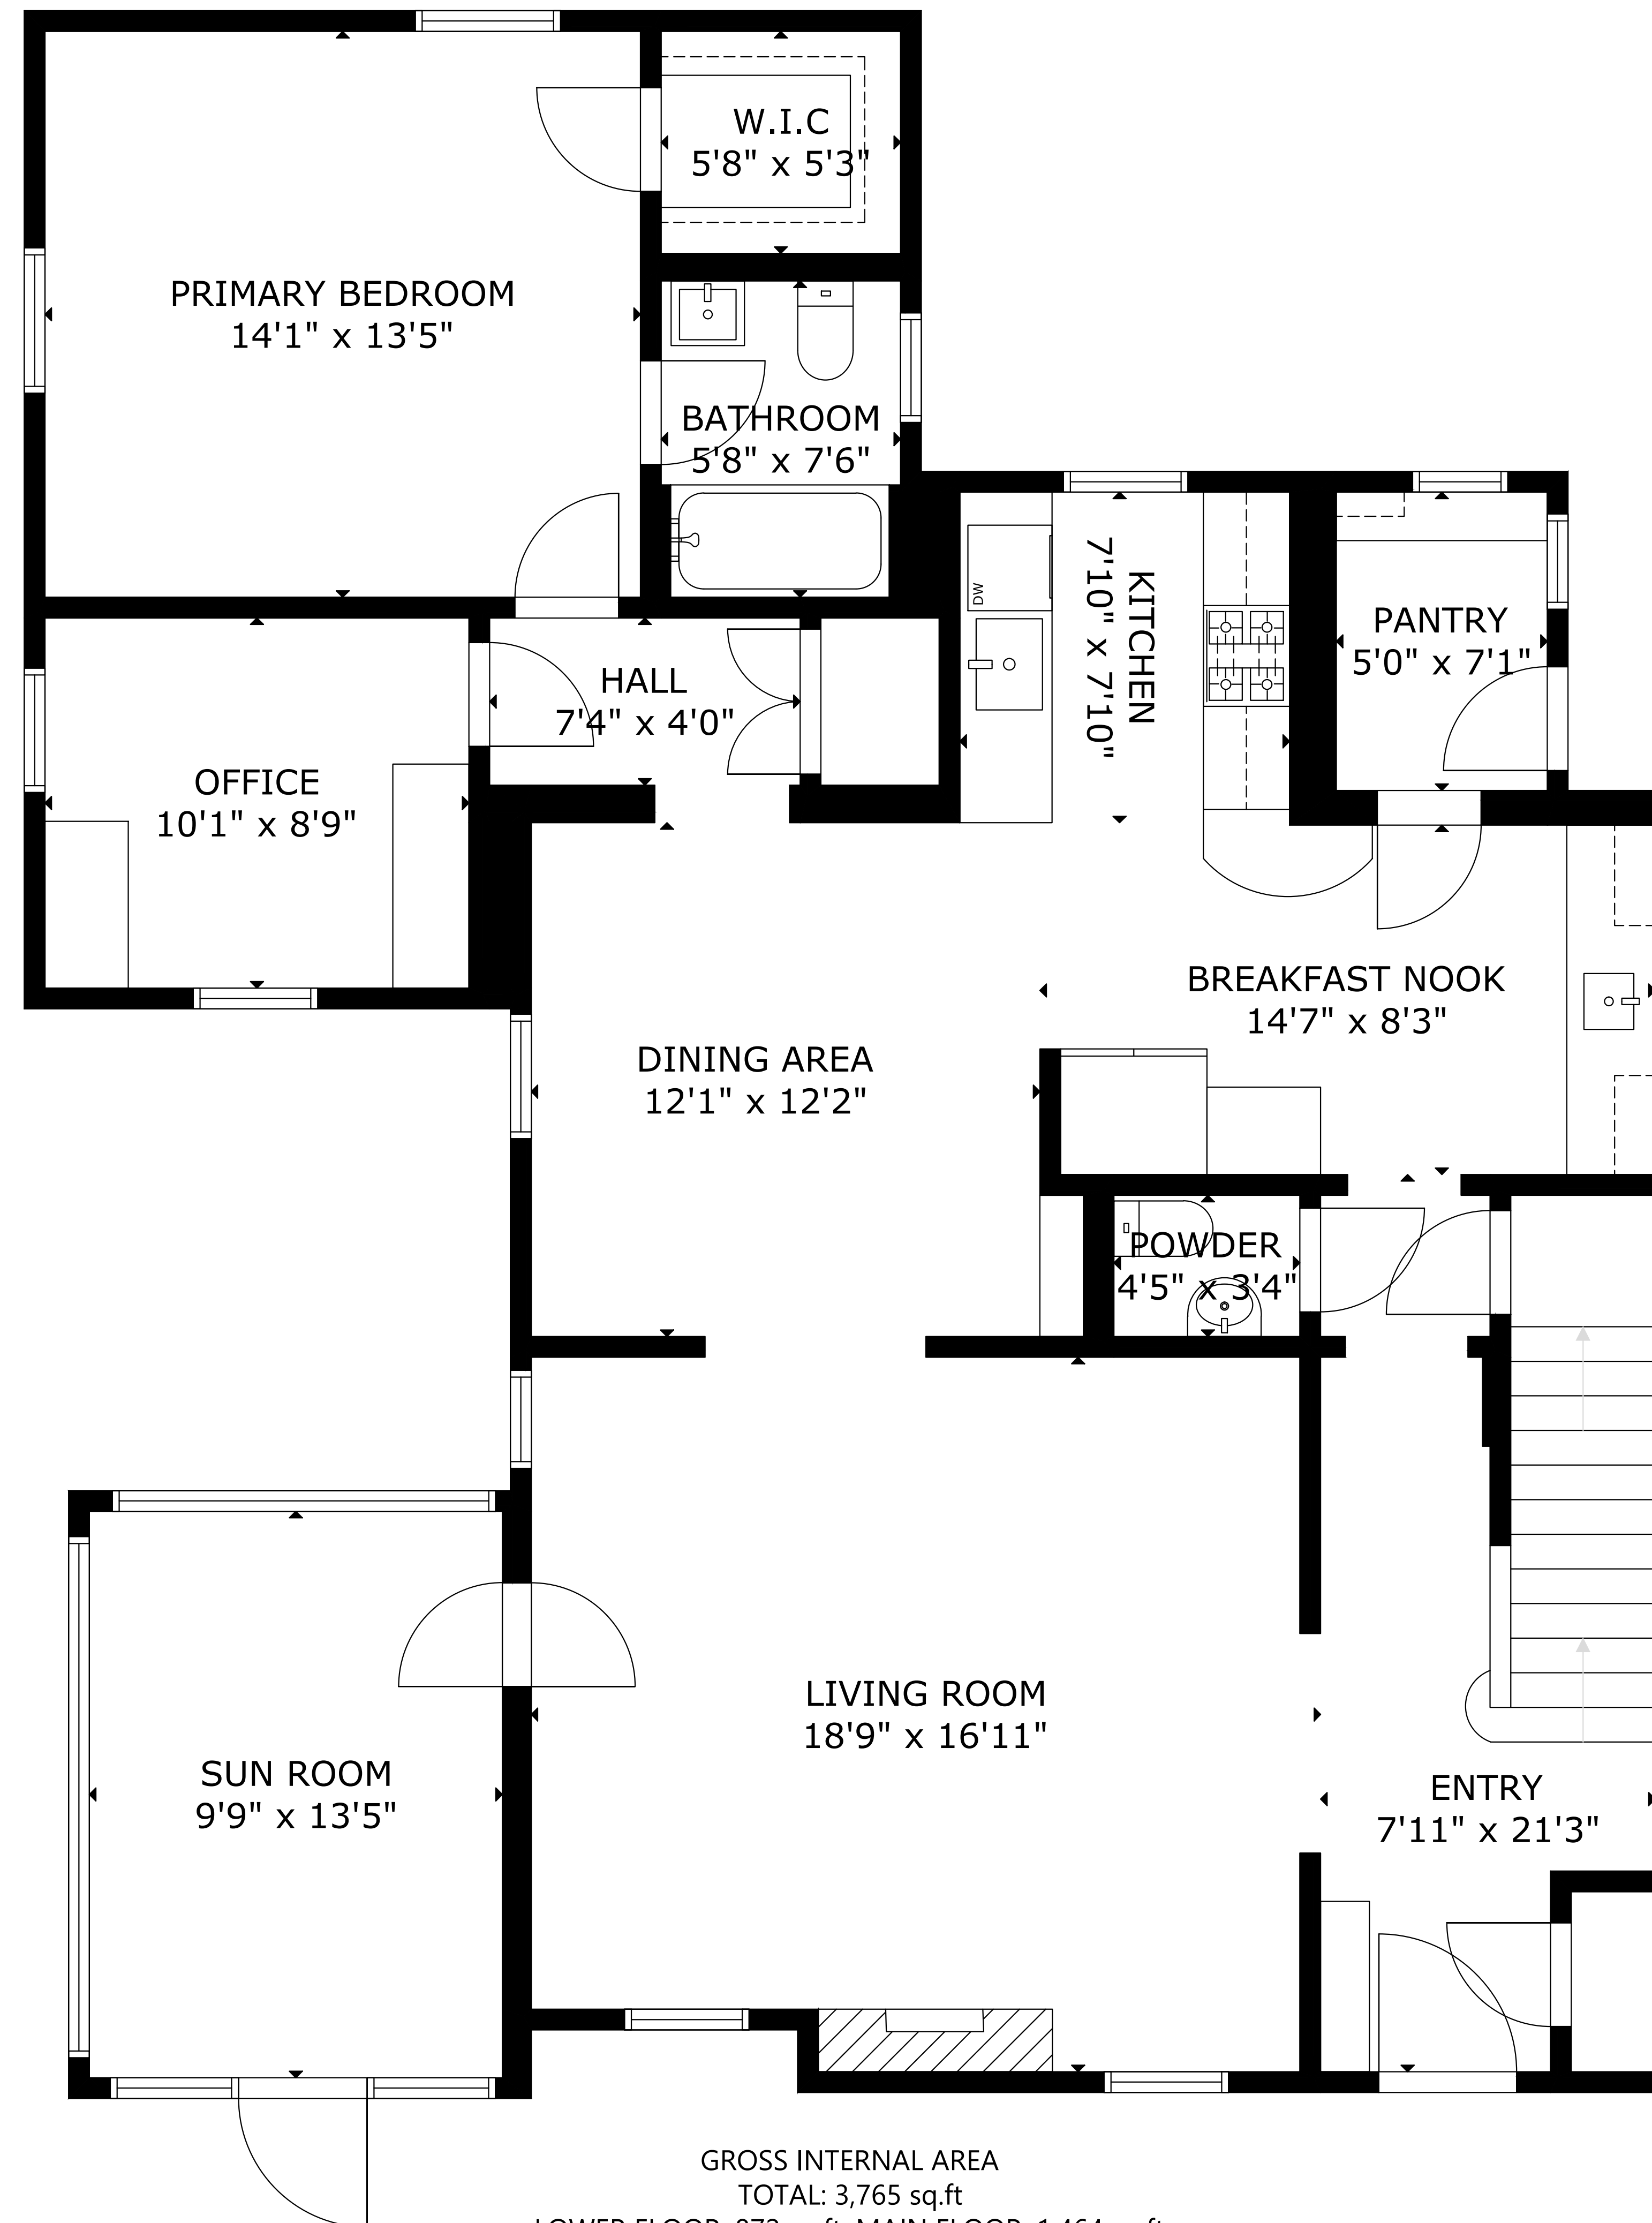 W.I.C
5'8" x 5'3"
PRIMARY BEDROOM
14'1" x 13'5"
BATHROOM
5'8" x 7'6"
DW
KITCHEN
7'10" x 7'10"
PANTRY
5'0" x 7'1"
HALL
7'4" x 4'0"
OFFICE
10'1" x 8'9"
BREAKFAST NOOK
14'7" x 8'3"
DINING AREA
12'1" x 12'2"
POWDER
4'5" x 3'4"
LIVING ROOM
18'9" x 16'11"
SUN ROOM
9'9" x 13'5"
ENTRY
7'11" x 21'3"
GROSS INTERNAL AREA
TOTAL: 3,765 sq.ft
LOWER FLOOR: MAIN FLOOR: